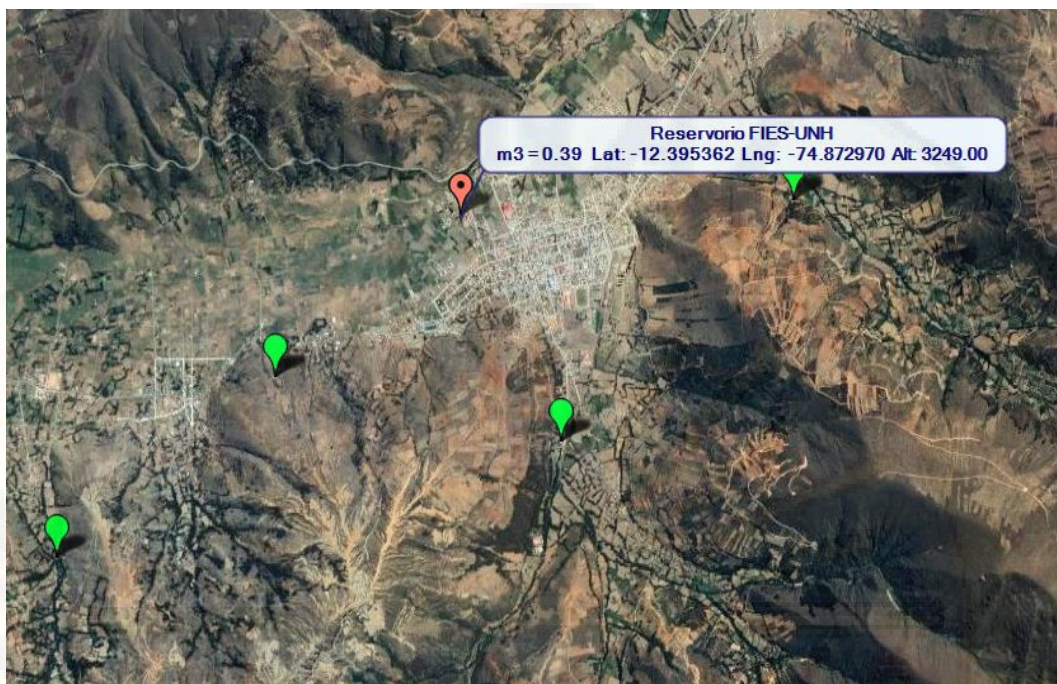 Reservorio FIES-UNH
m3 = 0.39 Lat: -12.395362 Lng: -74.872970 Alt: 3249.00